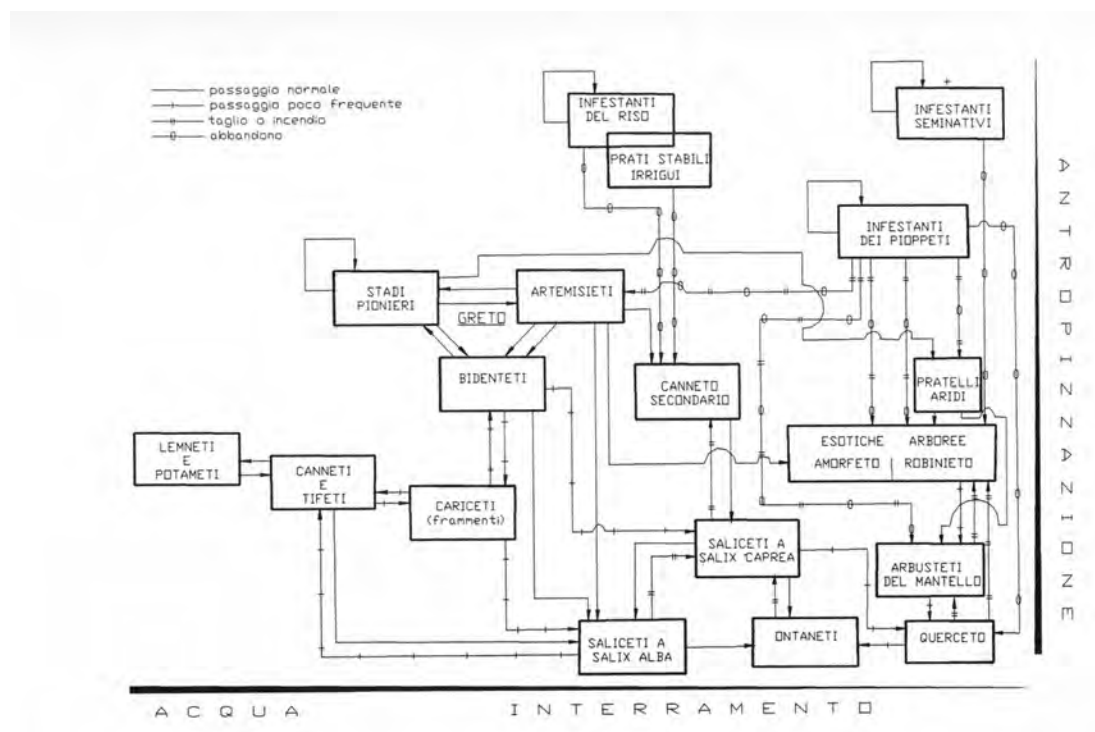 passaggio normale
passaggio poco frequente
taglio o incendio
abbandono
INFESTANTI
DEL RISO
PRATI STABILI
IRRIGUI
+
INFESTANTI
SEMINATIVI
INFESTANTI
DEI PIOPPETI
STADI
PIONIERI
ARTEMISIETI
GRETO
BIDENTETI
CANNETO
SECONDARIO
PRATELLI
ARIDI
ESOTICHE ARBOREE
AMORFETO | ROBINIETO
LEMNETI
E
POTAMETI
CANNETI
E
TIFETI
CARICETI
(frammenti)
SALICETI A
SALIX CAPREA
ARBUSTETI
DEL MANTELLO
SALICETI A
SALIX ALBA
ONTANETI
QUERCETO
ANTROPIZZAZIONE
ACQUA INTERRAMENTO